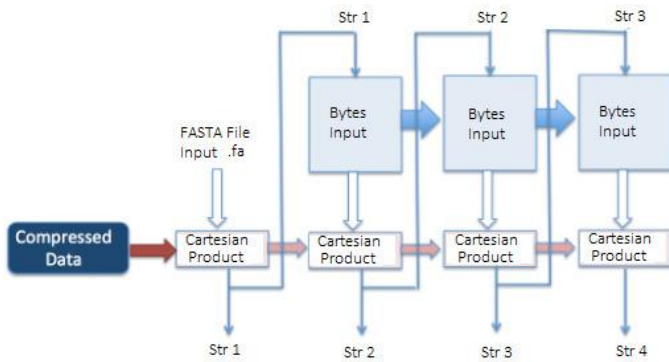 Str 1
Str 2
Str 3
Bytes
Input
Bytes
Input
Bytes
Input
FASTA File
Input .fa
Compressed
Data
Cartesian
Product
Cartesian
Product
Cartesian
Product
Cartesian
Product
Str 1
Str 2
Str 3
Str 4